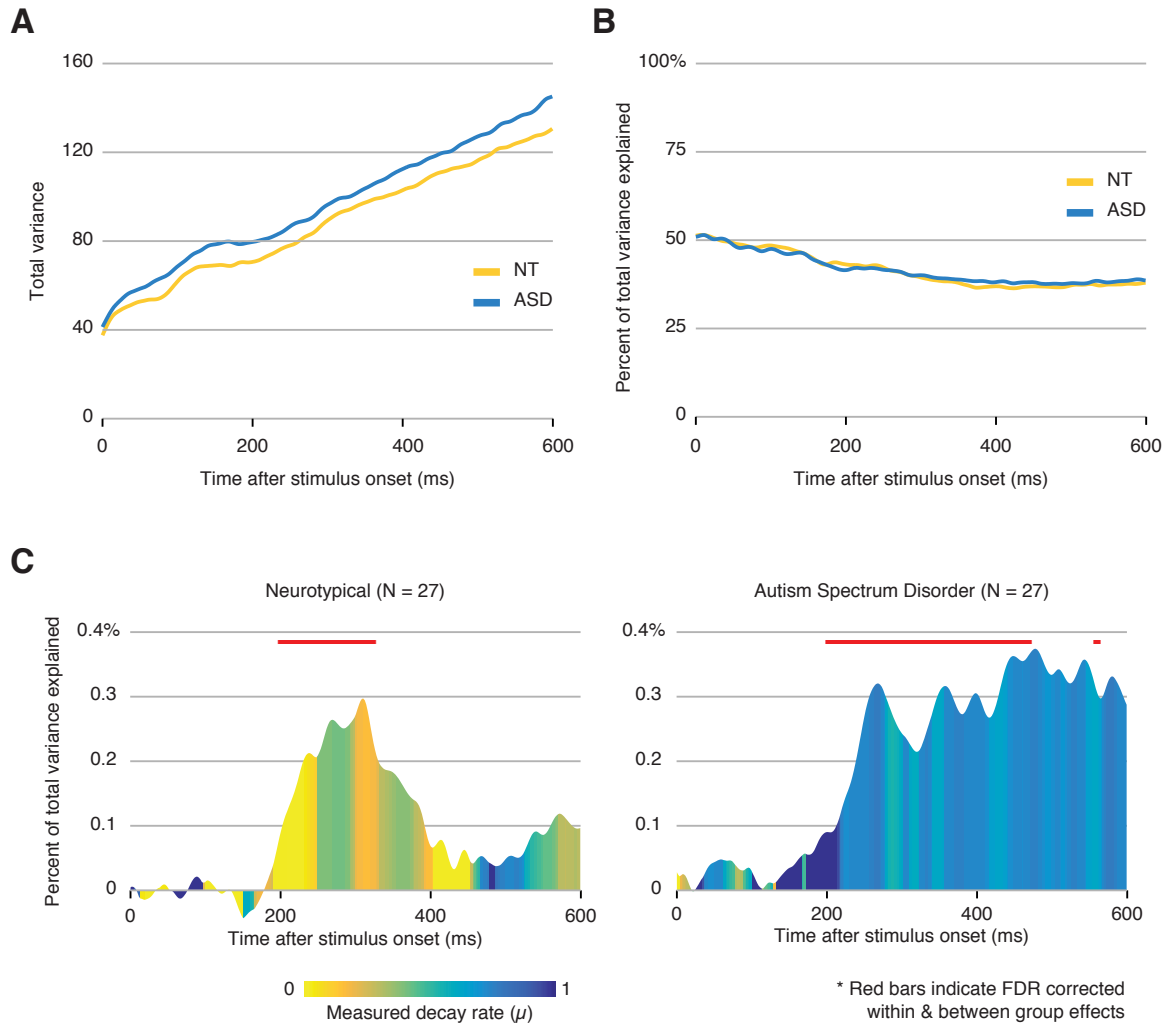 A
160
120
80
40
0
Total variance
NT
ASD
0
200
400
600
Time after stimulus onset (ms)
B
100%
75
50
25
0
Percent of total variance explained
NT
ASD
0
200
400
600
Time after stimulus onset (ms)
C
Neurotypical (N = 27)
0.4%
0.3
0.2
0.1
0
Percent of total variance explained
0
200
400
600
Time after stimulus onset (ms)
Autism Spectrum Disorder (N = 27)
0.4%
0.3
0.2
0.1
0
0
200
400
600
Time after stimulus onset (ms)
0
1
Measured decay rate (μ)
* Red bars indicate FDR corrected
within & between group effects